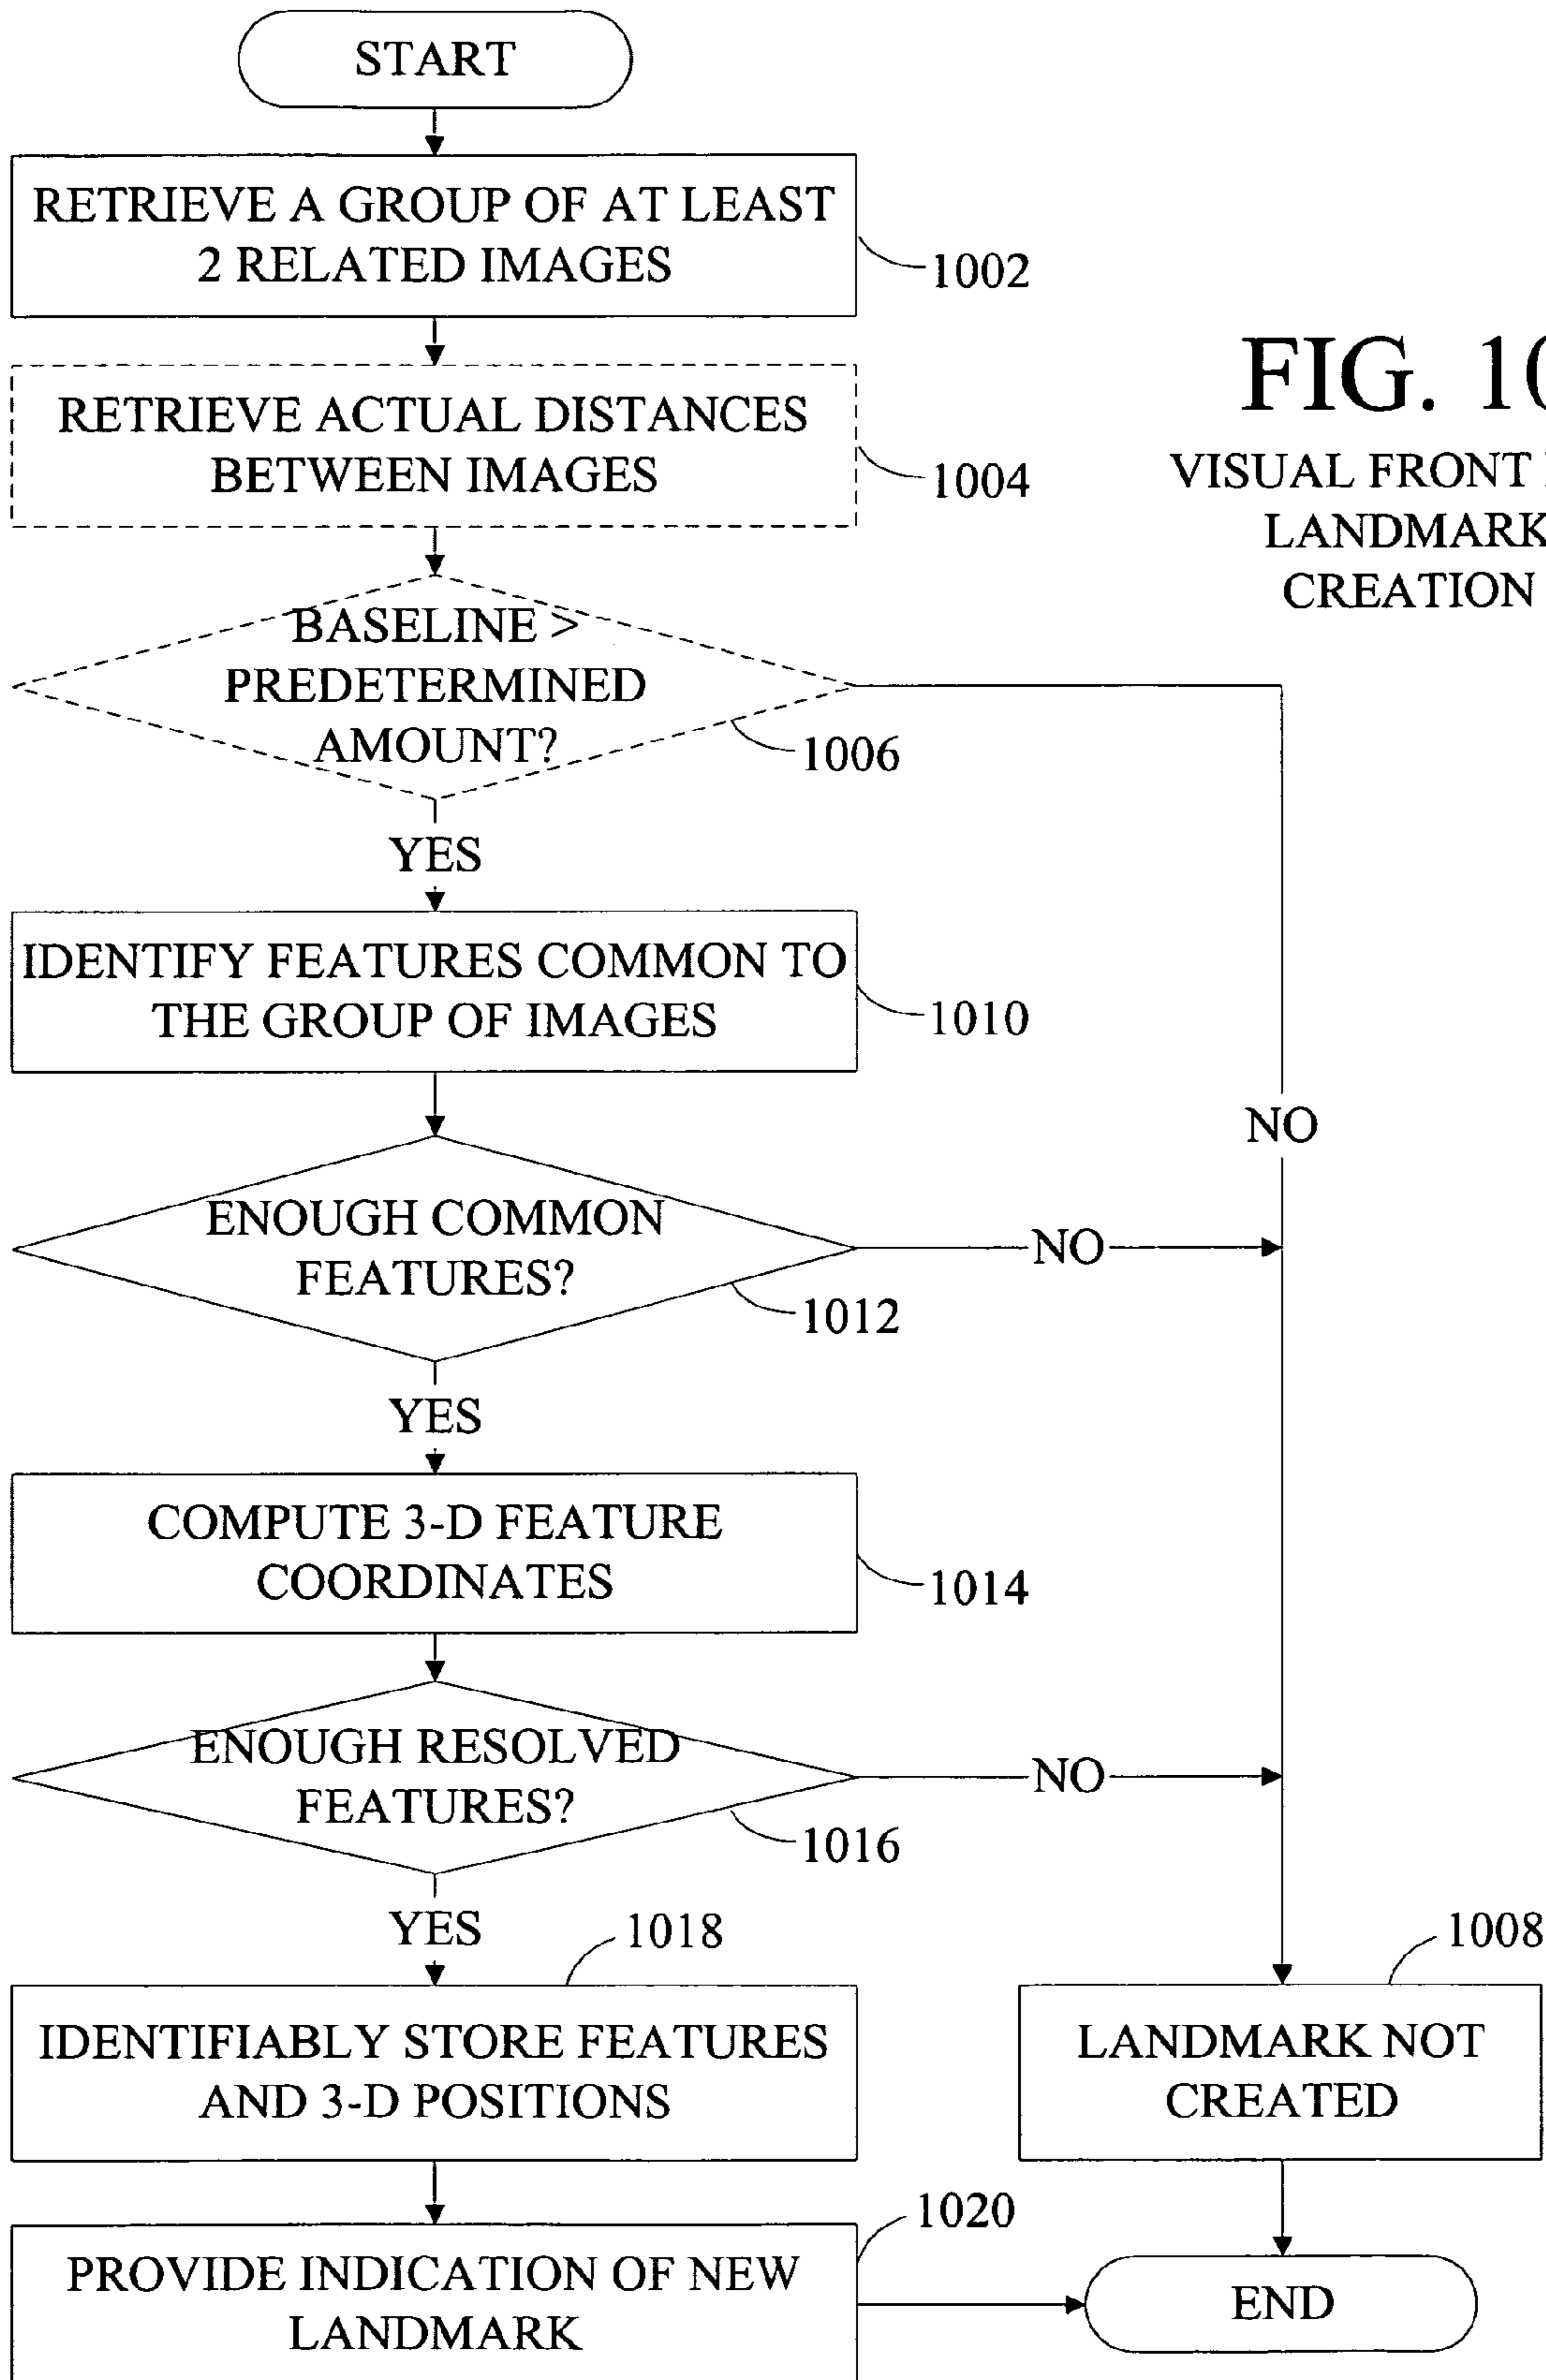 START
RETRIEVE A GROUP OF AT LEAST
2 RELATED IMAGES
1002
RETRIEVE ACTUAL DISTANCES
BETWEEN IMAGES
1004
FIG. 10
VISUAL FRONT
LANDMARK
CREATION
BASELINE >
PREDETERMINED
AMOUNT?
1006
YES
NO
IDENTIFY FEATURES COMMON TO
THE GROUP OF IMAGES
1010
ENOUGH COMMON
FEATURES?
NO
1012
YES
COMPUTE 3-D FEATURE
COORDINATES
1014
ENOUGH RESOLVED
FEATURES?
NO
1016
YES
1018
IDENTIFIABLY STORE FEATURES
AND 3-D POSITIONS
1008
LANDMARK NOT
CREATED
1020
PROVIDE INDICATION OF NEW
LANDMARK
END